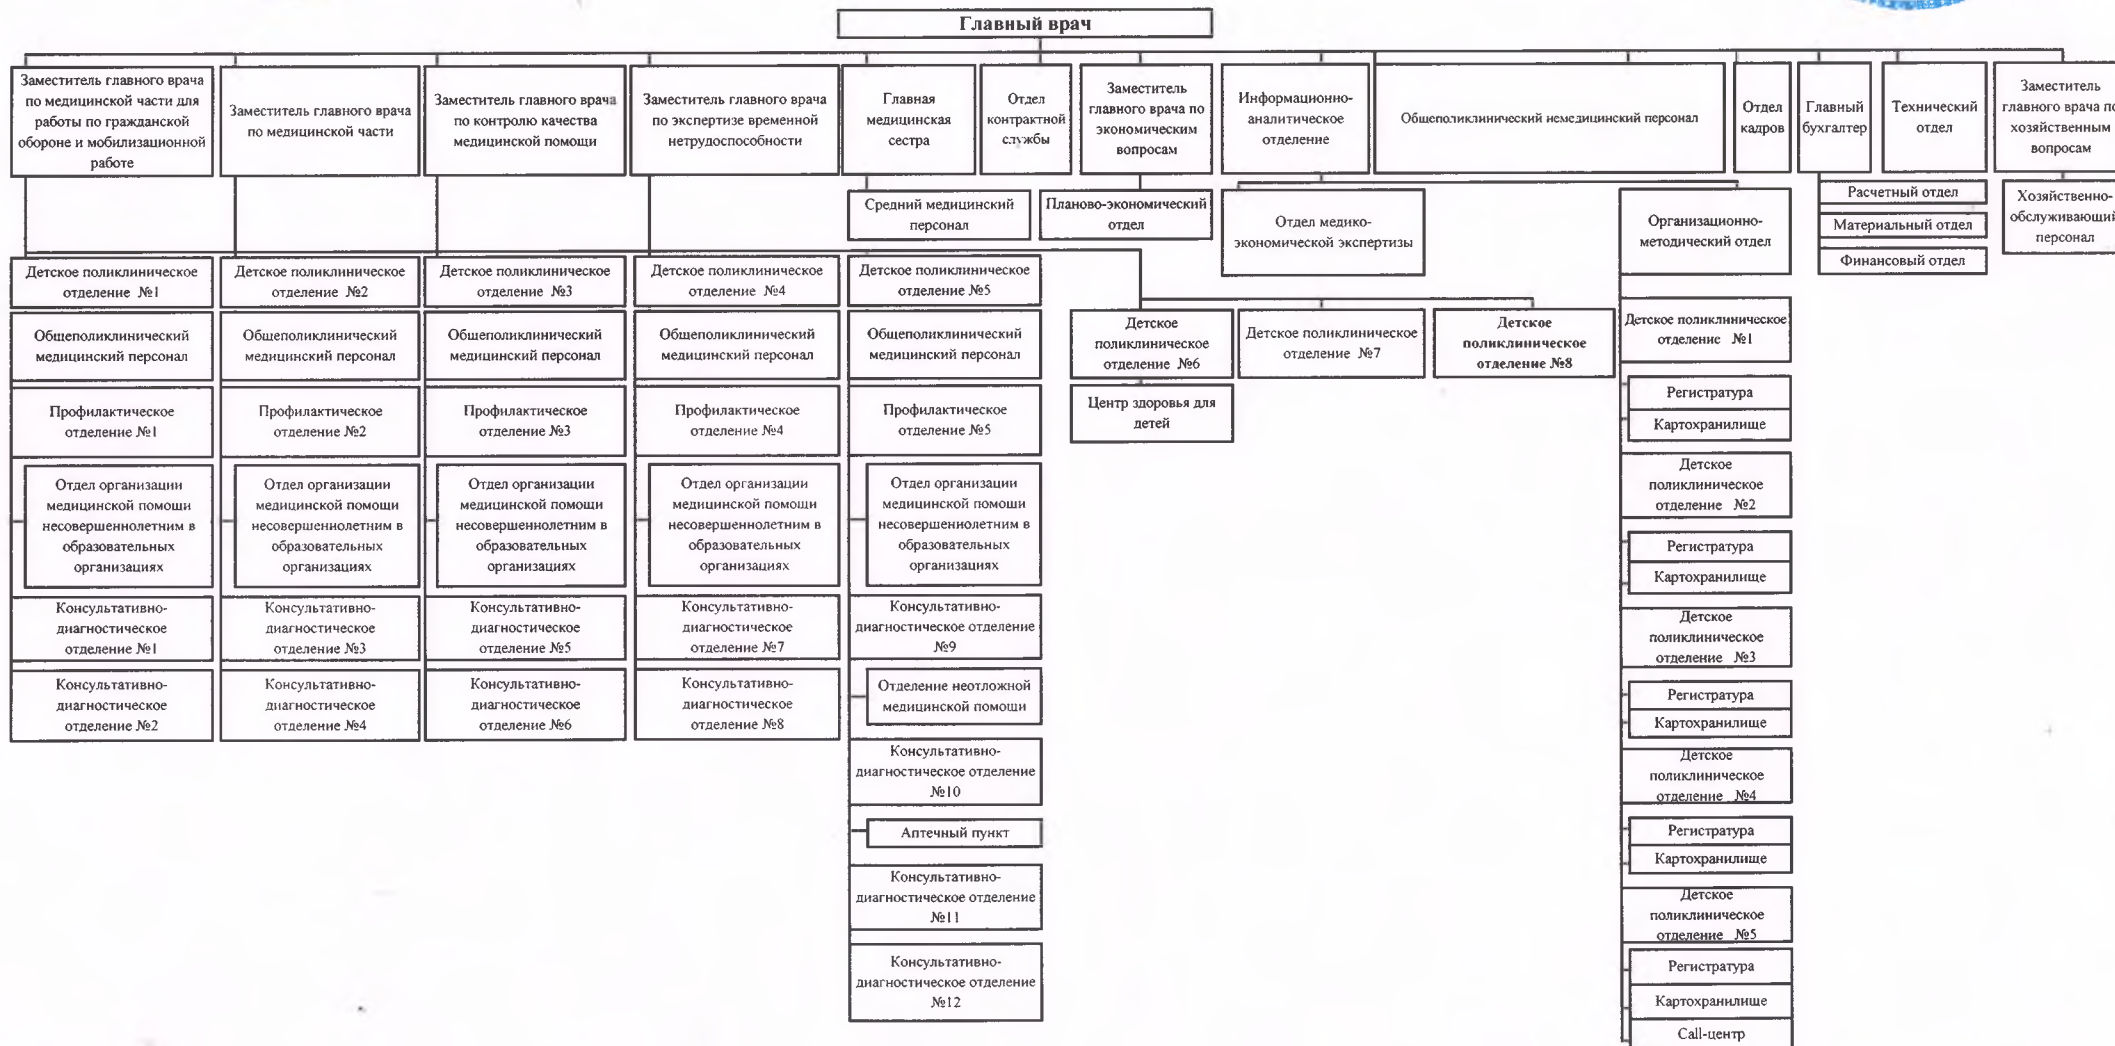 Главный врач
Заместитель главного врача
по медицинской части для
работы по гражданской
обороне и мобилизационной
работе
Заместитель главного врача
по медицинской части
Заместитель главного врача
по контролю качества
медицинской помощи
Заместитель главного врача
по экспертизе временной
нетрудоспособности
Главная
медицинская
сестра
Отдел
контрактной
службы
Заместитель
главного врача по
экономическим
вопросам
Информационно-
аналитическое
отделение
Общеполиклинический немедицинский персонал
Отдел
кадров
Главный
бухгалтер
Технический
отдел
Заместитель
главного врача по
хозяйственным
вопросам
Средний медицинский
персонал
Планово-экономический
отдел
Отдел медико-
экономической экспертизы
Организационно-
методический отдел
Расчетный отдел
Материальный отдел
Финансовый отдел
Хозяйственно-
обслуживающий
персонал
Детское поликлиническое
отделение №1
Общеполиклинический
медицинский персонал
Профилактическое
отделение №1
Отдел организации
медицинской помощи
несовершеннолетним в
образовательных
организациях
Консультативно-
диагностическое
отделение №1
Консультативно-
диагностическое
отделение №2
Детское поликлиническое
отделение №2
Общеполиклинический
медицинский персонал
Профилактическое
отделение №2
Отдел организации
медицинской помощи
несовершеннолетним в
образовательных
организациях
Консультативно-
диагностическое
отделение №3
Консультативно-
диагностическое
отделение №4
Детское поликлиническое
отделение №3
Общеполиклинический
медицинский персонал
Профилактическое
отделение №3
Отдел организации
медицинской помощи
несовершеннолетним в
образовательных
организациях
Консультативно-
диагностическое
отделение №5
Консультативно-
диагностическое
отделение №6
Детское поликлиническое
отделение №4
Общеполиклинический
медицинский персонал
Профилактическое
отделение №4
Отдел организации
медицинской помощи
несовершеннолетним в
образовательных
организациях
Консультативно-
диагностическое
отделение №7
Консультативно-
диагностическое
отделение №8
Детское поликлиническое
отделение №5
Общеполиклинический
медицинский персонал
Профилактическое
отделение №5
Отдел организации
медицинской помощи
несовершеннолетним в
образовательных
организациях
Консультативно-
диагностическое отделение
№9
Отделение неотложной
медицинской помощи
Консультативно-
диагностическое отделение
№10
Аптечный пункт
Консультативно-
диагностическое отделение
№11
Консультативно-
диагностическое отделение
№12
Детское
поликлиническое
отделение №6
Центр здоровья для
детей
Детское поликлиническое
отделение №7
Детское
поликлиническое
отделение №8
Детское поликлиническое
отделение №1
Регистратура
Картохранилище
Детское
поликлиническое
отделение №2
Регистратура
Картохранилище
Детское
поликлиническое
отделение №3
Регистратура
Картохранилище
Детское
поликлиническое
отделение №4
Регистратура
Картохранилище
Детское
поликлиническое
отделение №5
Регистратура
Картохранилище
Call-центр